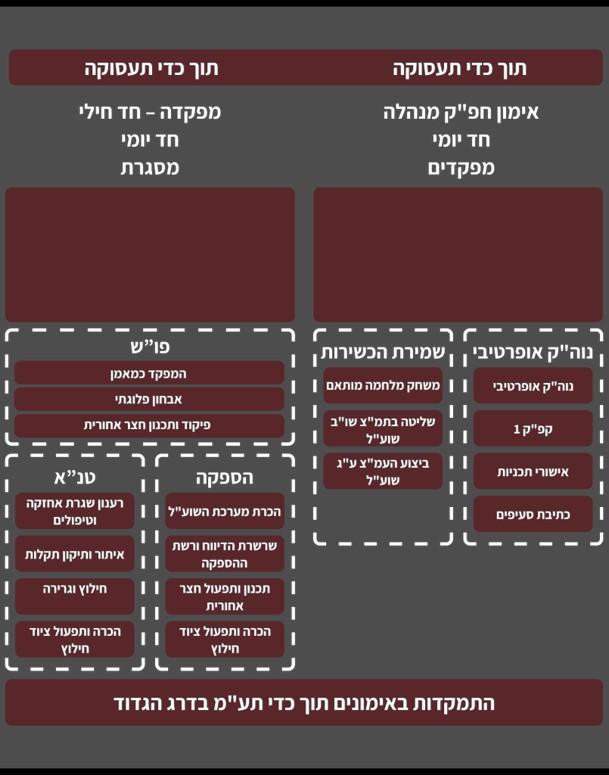 תוך כדי תעסוקה
אימון חפ"ק מנהלה
חד יומי
מפקדים
נוה"ק אופרטיבי
נוה"ק אופרטיבי
קפ"ק 1
אישורי תכניות
כתיבת סעיפים
שמירת הכשירות
משחק מלחמה מותאם
שליטה בתמ"צ שו"ב
שוע"ל
ביצוע העמ"צ ע"ג
שוע"ל
תוך כדי תעסוקה
מפקדה – חד חילי
חד יומי
מסגרת
פו"ש
המפקד כמאמן
אבחון פלוגתי
פיקוד ותכנון חצר אחורית
הספקה
הכרת מערכת השוע"ל
שרשרת הדיווח ורשת
ההספקה
תכנון ותפעול חצר
אחורית
הכרה ותפעול ציוד
חילוץ
טנ"א
רענון שגרת אחזקה
וטיפולים
איתור ותיקון תקלות
חילוץ וגרירה
הכרה ותפעול ציוד
חילוץ
התמקדות באימונים תוך כדי תע"מ בדרג הגדוד